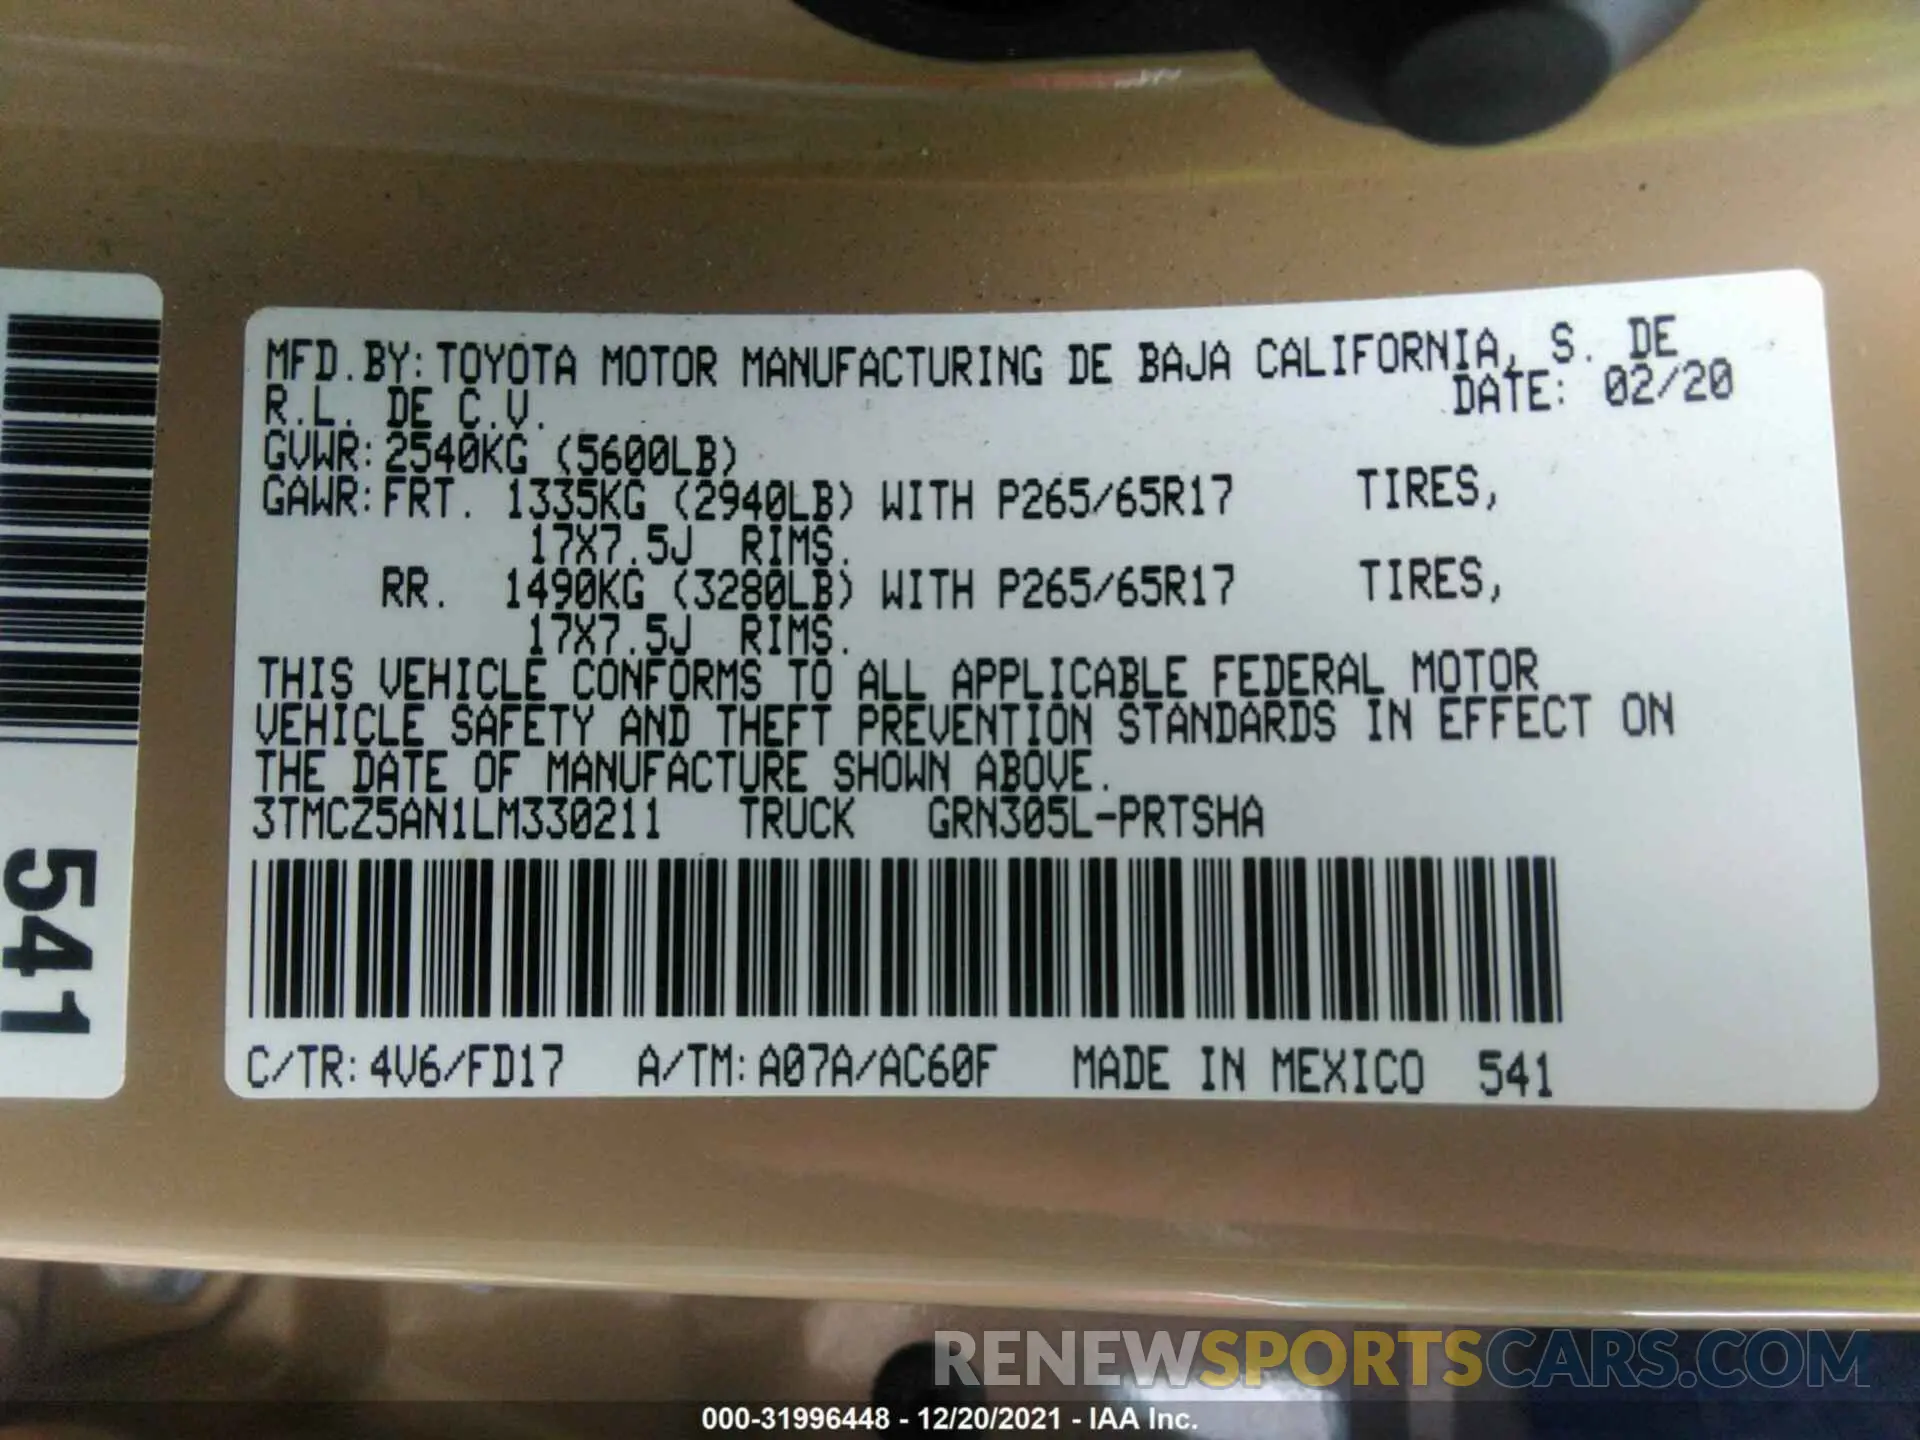 MFD.BY:TOYOTA MOTOR MANUFACTURING DE BAJA CALIFORNIA, S. DE
R.L. DE C.V. DATE: 02/20
GVWR:2540KG (5600LB)
GAWR:FRT. 1335KG (2940LB) WITH P265/65R17 TIRES,
17X7.5J RIMS.
RR. 1490KG (3280LB) WITH P265/65R17 TIRES,
17X7.5J RIMS.
THIS VEHICLE CONFORMS TO ALL APPLICABLE FEDERAL MOTOR
VEHICLE SAFETY AND THEFT PREVENTION STANDARDS IN EFFECT ON
THE DATE OF MANUFACTURE SHOWN ABOVE.
3TMCZ5AN1LM330211 TRUCK GRN305L-PRTSHA
C/TR:4V6/FD17 A/TM:A07A/AC60F MADE IN MEXICO 541
541
RENEWSPORTSCARS.COM
000-31996448 - 12/20/2021 - IAA Inc.